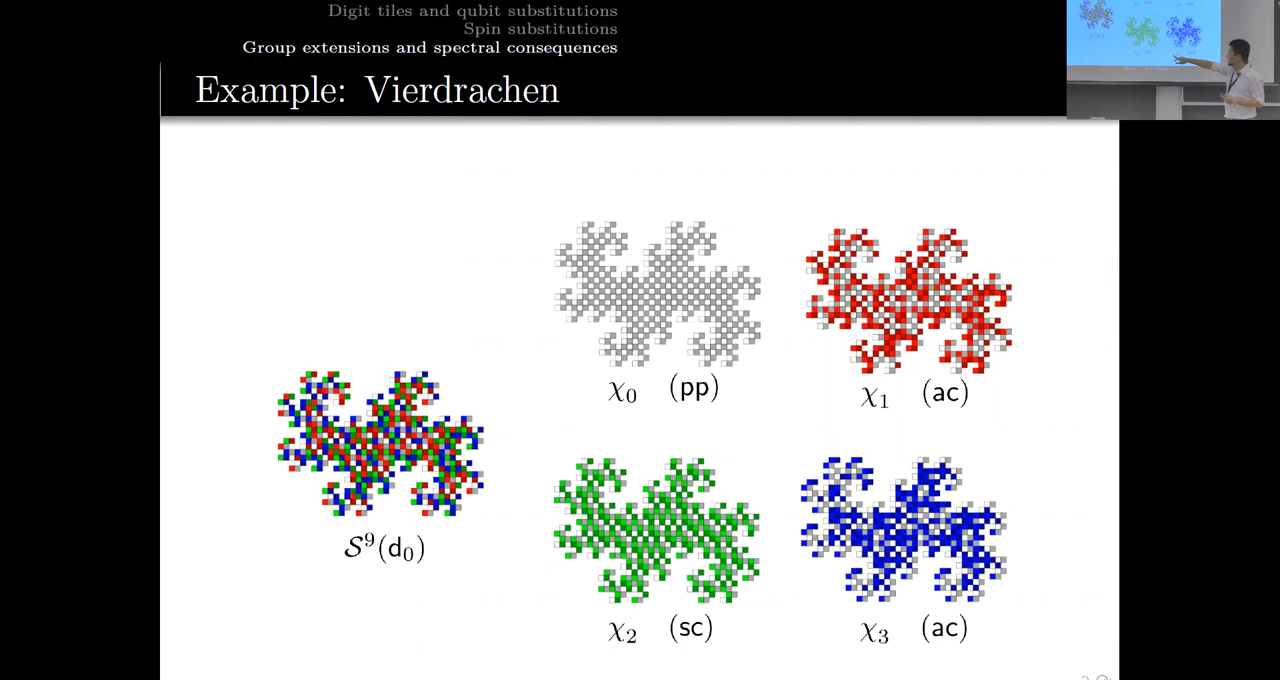 Digit tiles and qubit substitutions
Spin substitutions
Group extensions and spectral consequences
Example: Vierdrachen
χ₀ (pp)
χ₁ (ac)
𝒮⁹(d₀)
χ₂ (sc)
χ₃ (ac)